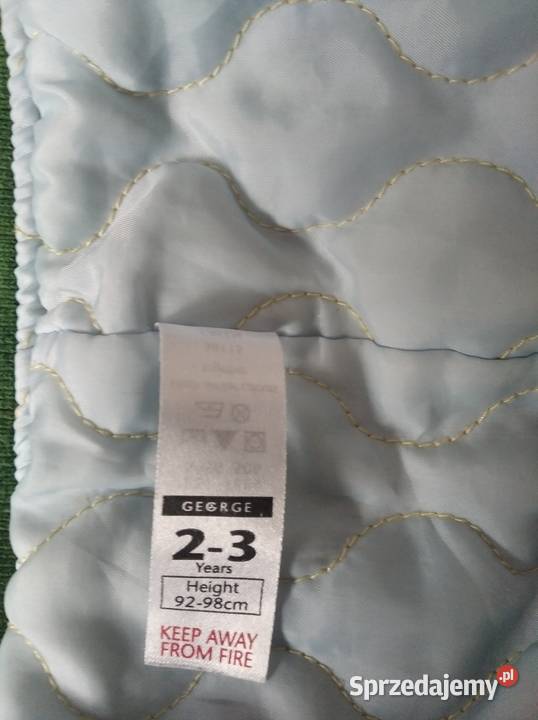 GEORGE
2-3
Years
Height
92-98cm
KEEP AWAY
FROM FIRE
Sprzedajemy.pl